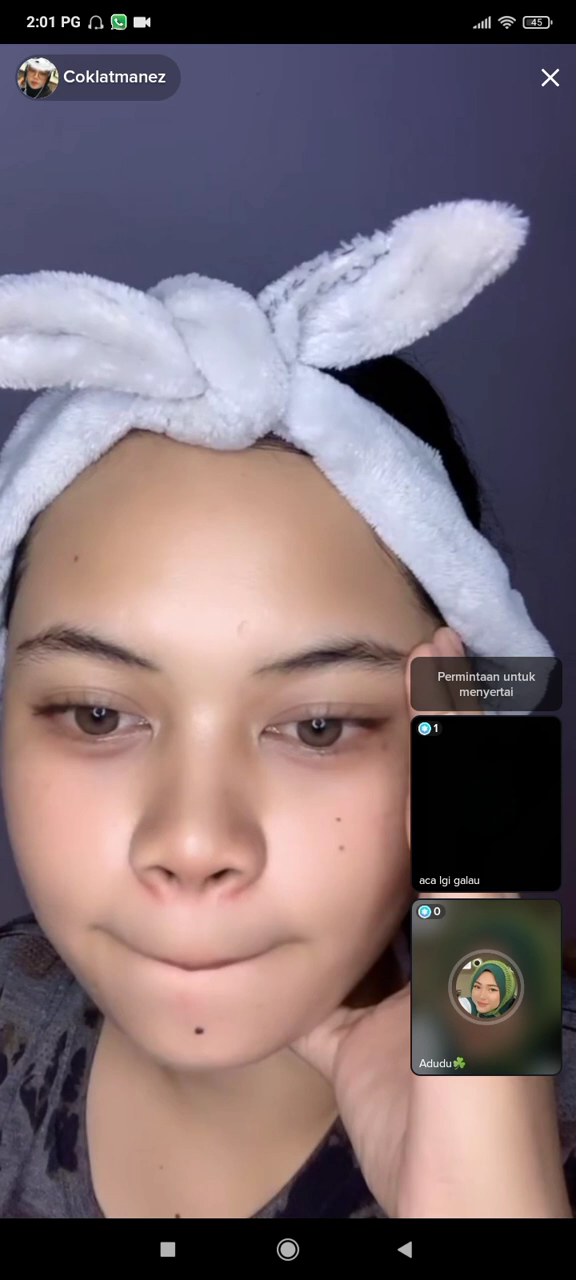 2:01 PG
45
Coklatmanez
Permintaan untuk
menyertai
1
aca lgi galau
0
Adudu☘️